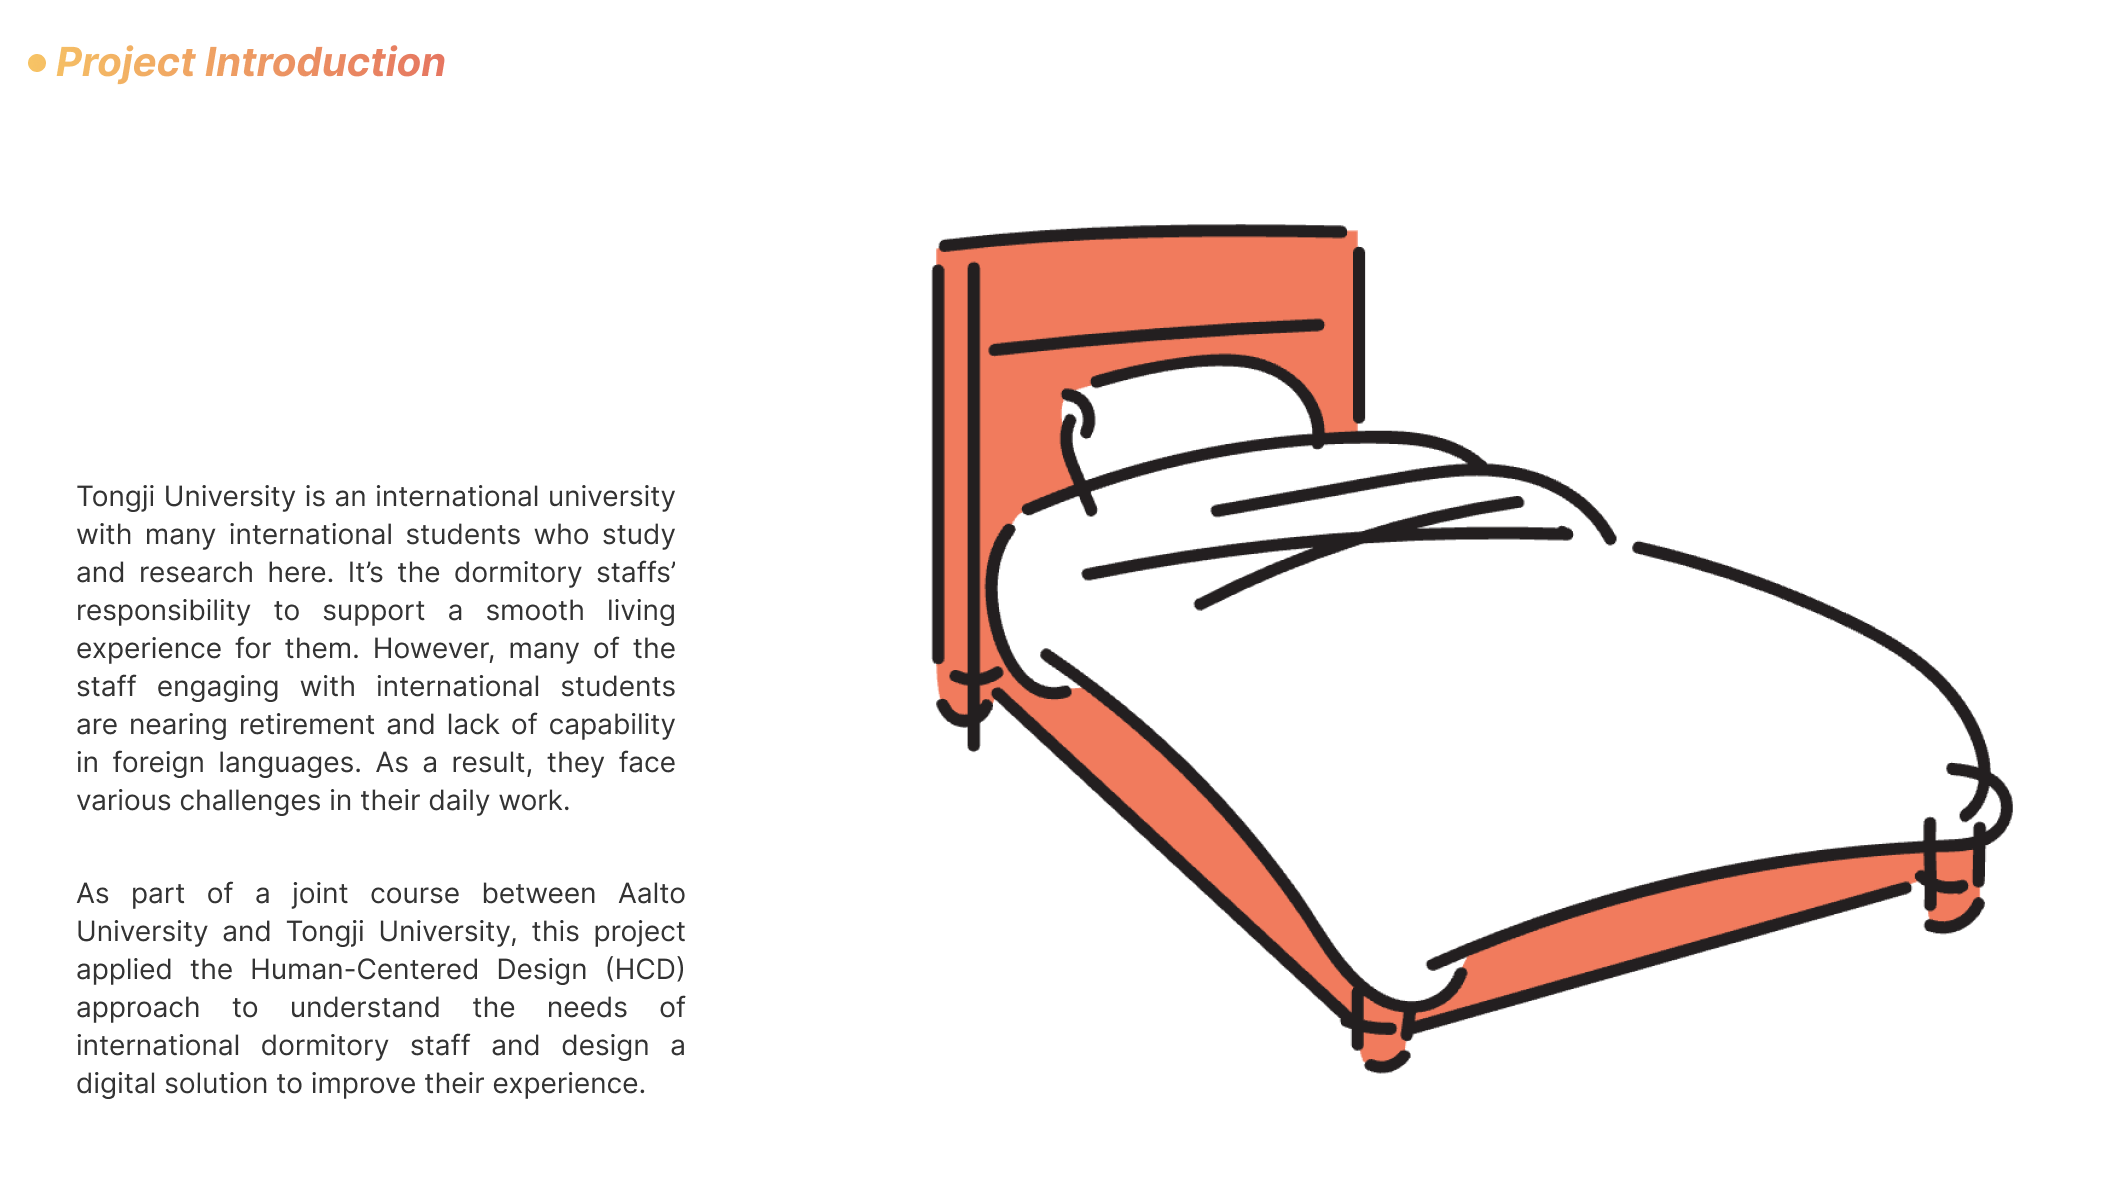 Project Introduction
Tongji University is an international university
with many international students who study
and research here. It’s the dormitory staffs’
responsibility to support a smooth living
experience for them. However, many of the
staff engaging with international students
are nearing retirement and lack of capability
in foreign languages. As a result, they face
various challenges in their daily work.
As part of a joint course between Aalto
University and Tongji University, this project
applied the Human-Centered Design (HCD)
approach to understand the needs of
international dormitory staff and design a
digital solution to improve their experience.